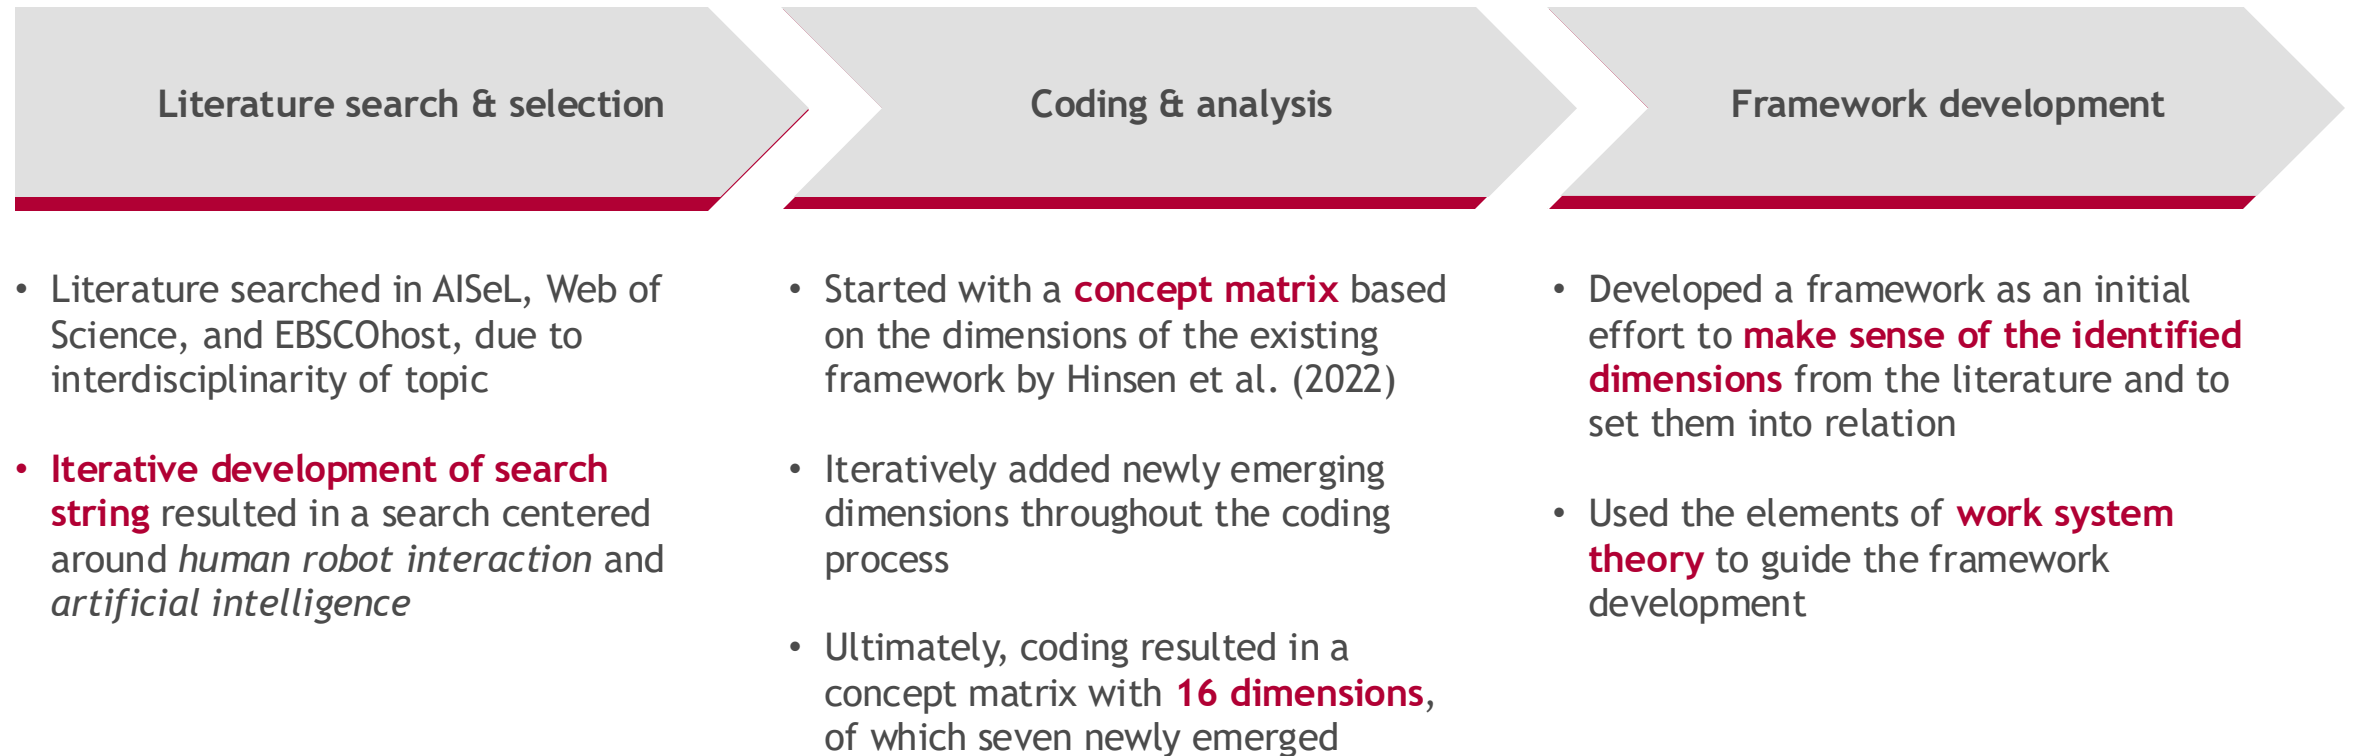 Literature search & selection
Coding & analysis
Framework development
• Literature searched in AISeL, Web of
Science, and EBSCOhost, due to
interdisciplinarity of topic
• Iterative development of search
string resulted in a search centered
around human robot interaction and
artificial intelligence
• Started with a concept matrix based
on the dimensions of the existing
framework by Hinsen et al. (2022)
• Iteratively added newly emerging
dimensions throughout the coding
process
• Ultimately, coding resulted in a
concept matrix with 16 dimensions,
of which seven newly emerged
• Developed a framework as an initial
effort to make sense of the identified
dimensions from the literature and to
set them into relation
• Used the elements of work system
theory to guide the framework
development